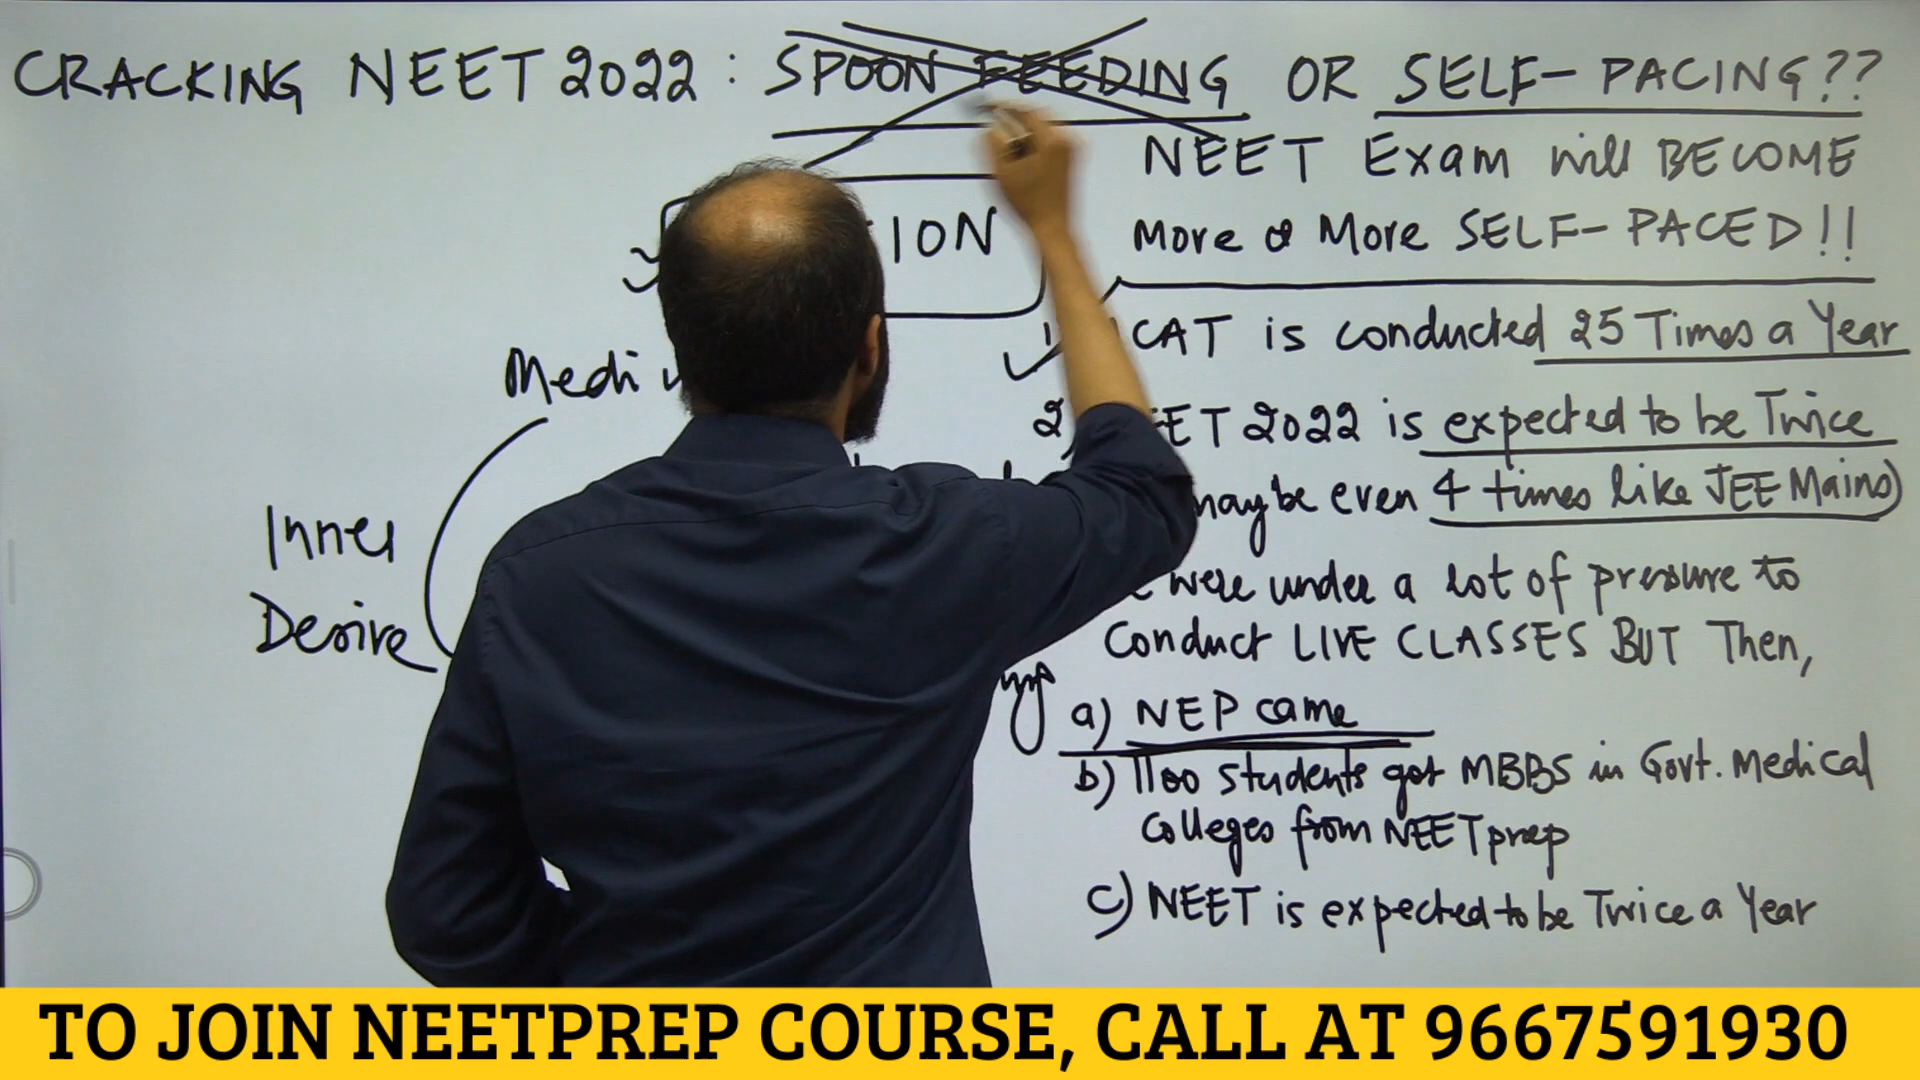 CRACKING NEET 2022 : SPOON FEEDING OR SELF-PACING??
NEET Exam will BECOME
More & More SELF-PACED!!
ION
CAT is conducted 25 Times a Year
Medi
2 EET 2022 is expected to be Twice
maybe even 4 times like JEE Mains)
Inner
Desire
were under a lot of pressure to
Conduct LIVE CLASSES BUT Then,
a) NEP came
b) 1100 students got MBBS in Govt. Medical
Colleges from NEETprep
c) NEET is expected to be Twice a Year
TO JOIN NEETPREP COURSE, CALL AT 9667591930